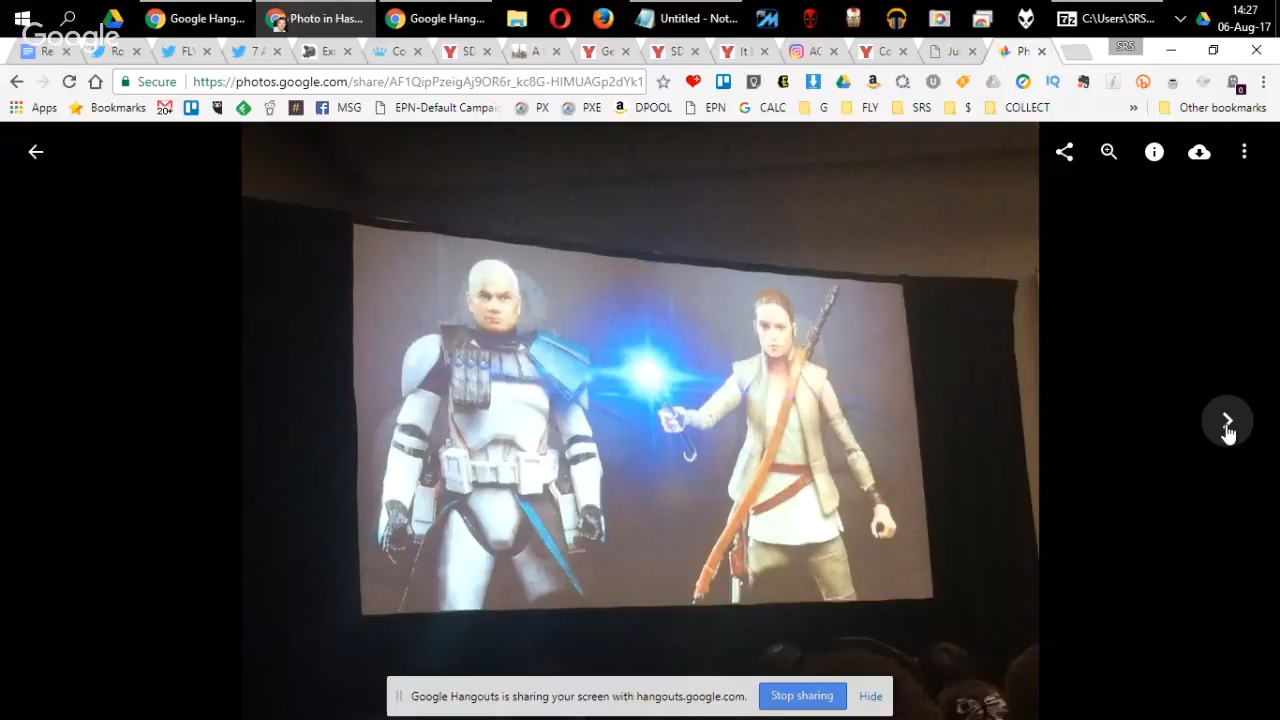 Google Hang...
Photo in Has...
Google Hang...
Untitled - Not...
C:\Users\SRS...
14:27
06-Aug-17
Google
Re
Ro
FLY
7 A
Ex
Co
SD
A
Ge
SD
It I
AC
Co
Ju
Ph
SRS
Secure
https://photos.google.com/share/AF1QipPzeigAj9OR6r_kc8G-HIMUAGp2dYk1
Apps
Bookmarks
20+
MSG
EPN-Default Campai
PX
PXE
DPOOL
EPN
CALC
G
FLY
SRS
$
COLLECT
»
Other bookmarks
Google Hangouts is sharing your screen with hangouts.google.com.
Stop sharing
Hide